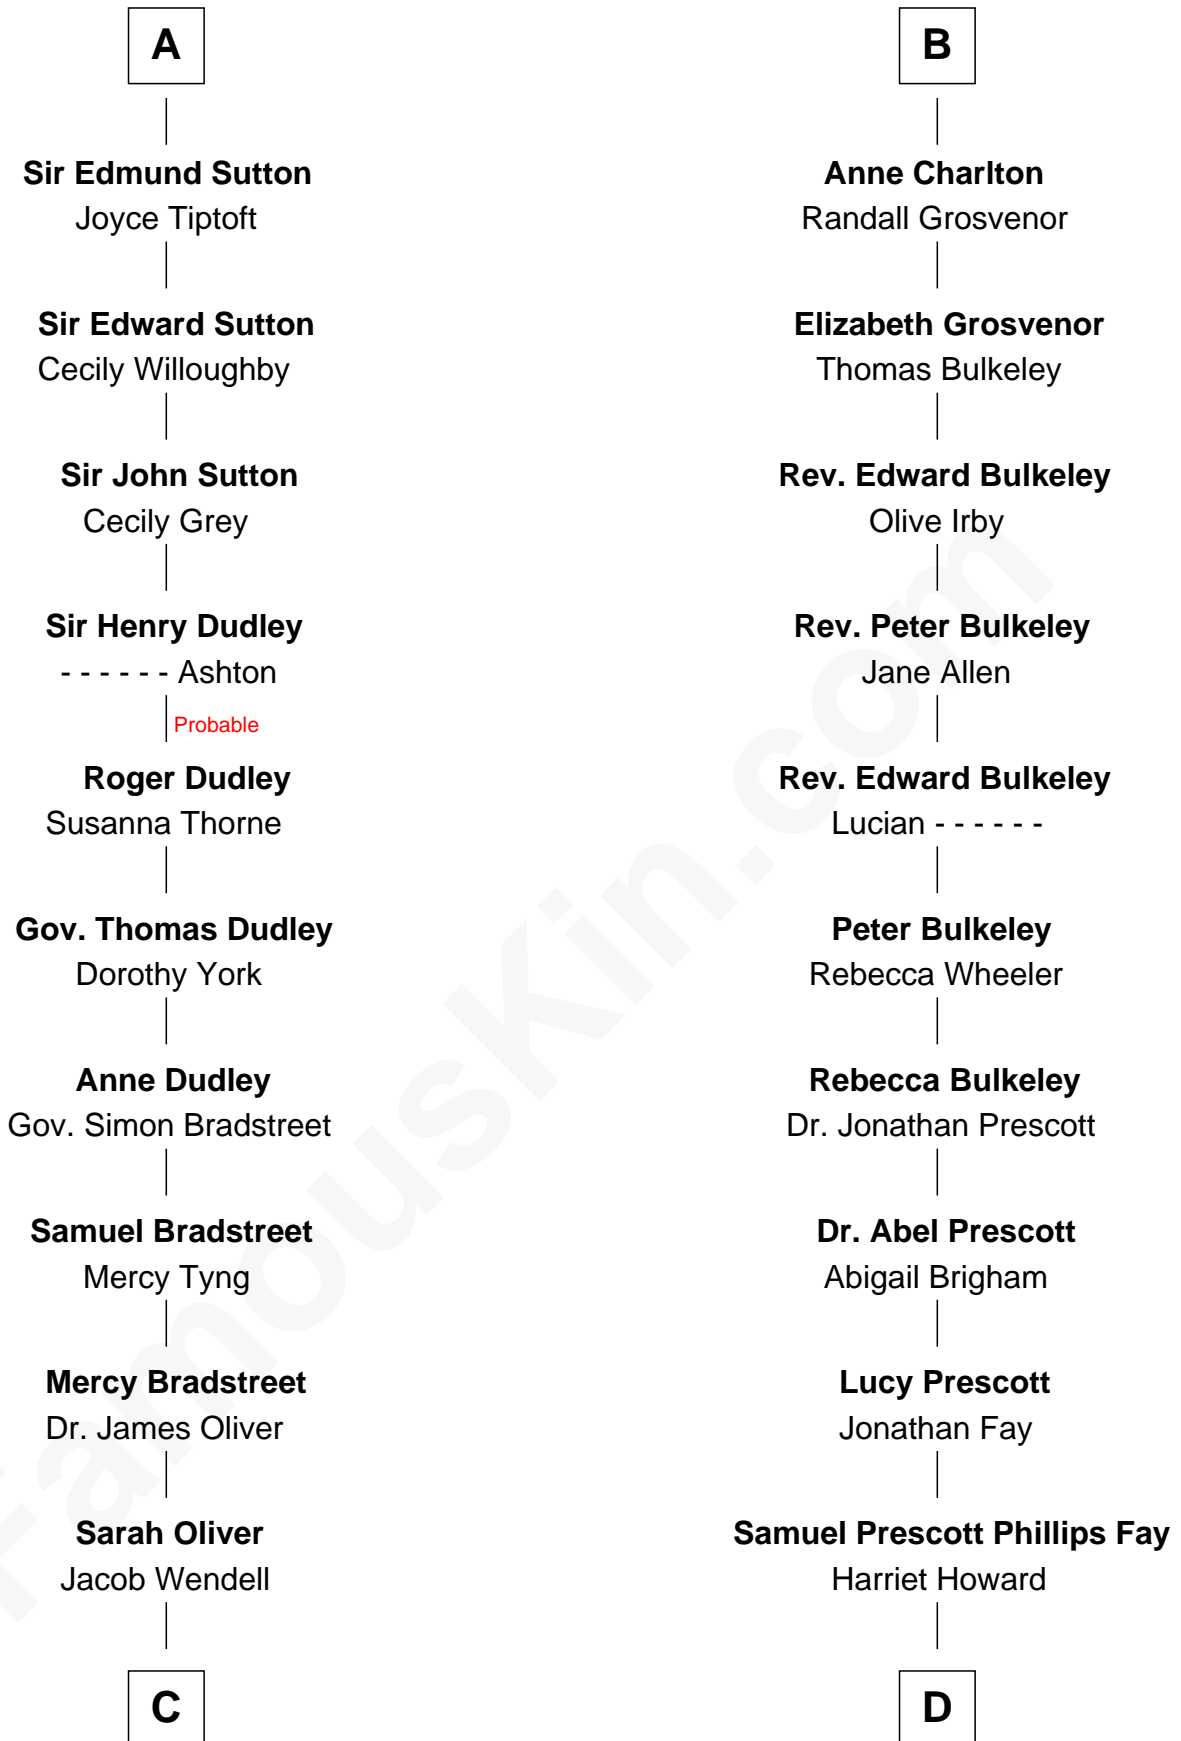 A
Sir Edmund Sutton
Joyce Tiptoft
Sir Edward Sutton
Cecily Willoughby
Sir John Sutton
Cecily Grey
Sir Henry Dudley
- - - - - - Ashton
Probable
Roger Dudley
Susanna Thorne
Gov. Thomas Dudley
Dorothy York
Anne Dudley
Gov. Simon Bradstreet
Samuel Bradstreet
Mercy Tyng
Mercy Bradstreet
Dr. James Oliver
Sarah Oliver
Jacob Wendell
C
B
Anne Charlton
Randall Grosvenor
Elizabeth Grosvenor
Thomas Bulkeley
Rev. Edward Bulkeley
Olive Irby
Rev. Peter Bulkeley
Jane Allen
Rev. Edward Bulkeley
Lucian - - - - - -
Peter Bulkeley
Rebecca Wheeler
Rebecca Bulkeley
Dr. Jonathan Prescott
Dr. Abel Prescott
Abigail Brigham
Lucy Prescott
Jonathan Fay
Samuel Prescott Phillips Fay
Harriet Howard
D
FamousKin.com